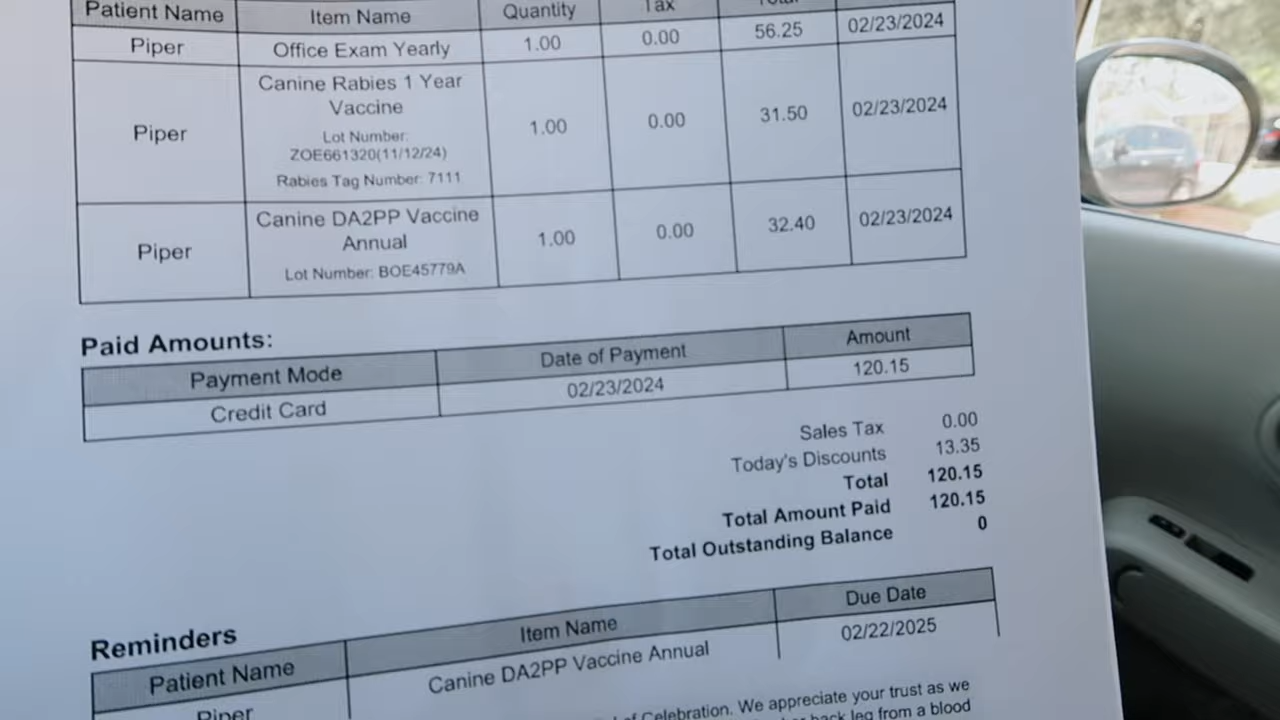 Patient Name Item Name Quantity Tax Total
Piper Office Exam Yearly 1.00 0.00 56.25 02/23/2024
Canine Rabies 1 Year
Vaccine
Piper 1.00 0.00 31.50 02/23/2024
Lot Number:
ZOE661320(11/12/24)
Rabies Tag Number: 7111
Canine DA2PP Vaccine
Annual
Piper 1.00 0.00 32.40 02/23/2024
Lot Number: BOE45779A
Paid Amounts:
Payment Mode Date of Payment Amount
Credit Card 02/23/2024 120.15
Sales Tax 0.00
Today's Discounts 13.35
Total 120.15
Total Amount Paid 120.15
Total Outstanding Balance 0
Reminders
Patient Name Item Name Due Date
Piper Canine DA2PP Vaccine Annual 02/22/2025
of Celebration. We appreciate your trust as we
back leg from a blood